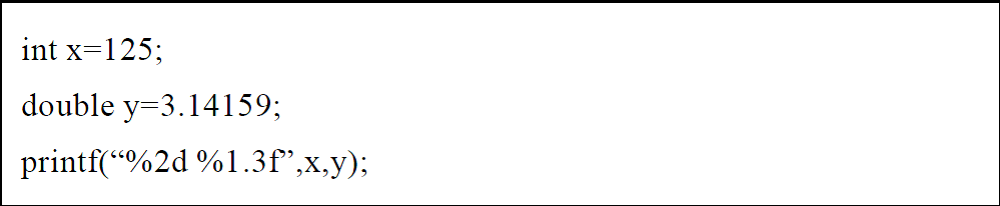 int x=125;
double y=3.14159;
printf(“%2d %1.3f”,x,y);